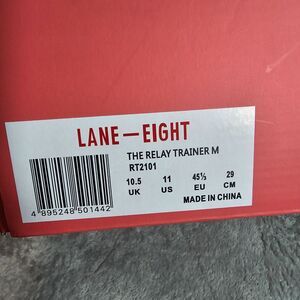 LANE—EIGHT
THE RELAY TRAINER M
RT2101
10.5 11 45⅓ 29
UK US EU CM
MADE IN CHINA
4 895248 501442